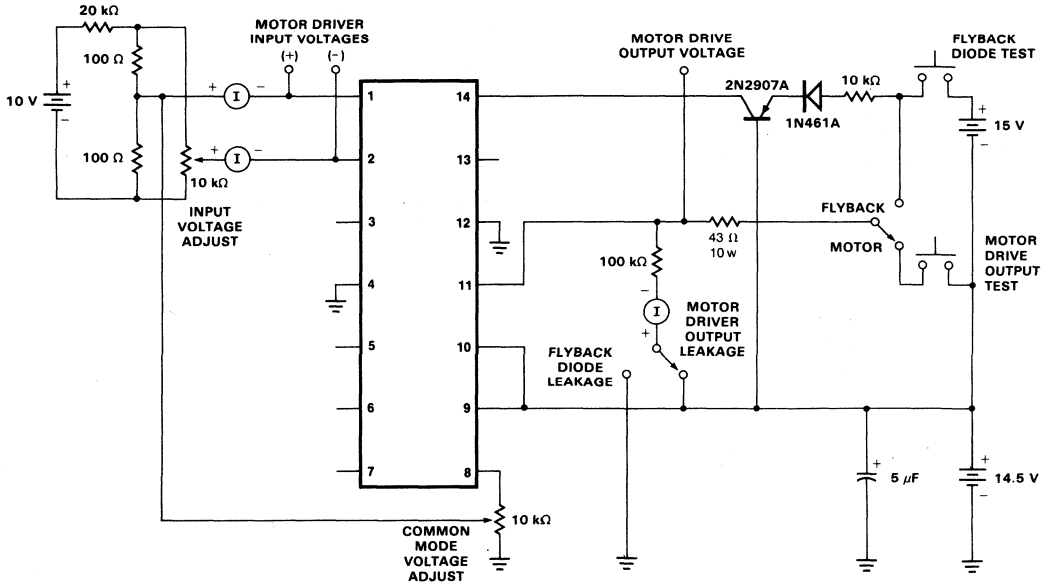 20 kΩ
100 Ω
10 V
+
−
100 Ω
10 kΩ
INPUT
VOLTAGE
ADJUST
MOTOR DRIVER
INPUT VOLTAGES
(+) (−)
+ I −
+ I −
1
2
3
4
5
6
7
14
13
12
11
10
9
8
MOTOR DRIVE
OUTPUT VOLTAGE
2N2907A
1N461A
10 kΩ
FLYBACK
DIODE TEST
+
15 V
−
FLYBACK
MOTOR
43 Ω
10 w
100 kΩ
−
I
+
MOTOR
DRIVER
OUTPUT
LEAKAGE
FLYBACK
DIODE
LEAKAGE
MOTOR
DRIVE
OUTPUT
TEST
+
5 μF
+
14.5 V
−
10 kΩ
COMMON
MODE
VOLTAGE
ADJUST